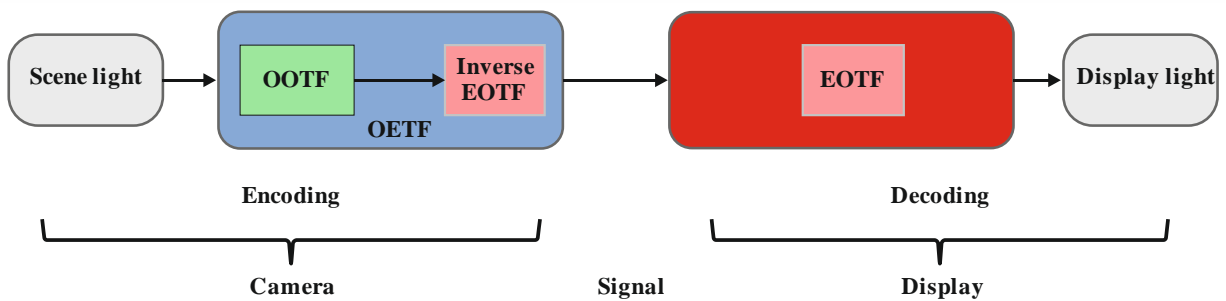 Scene light
OOTF
Inverse
EOTF
OETF
EOTF
Display light
Encoding
Decoding
Camera
Signal
Display